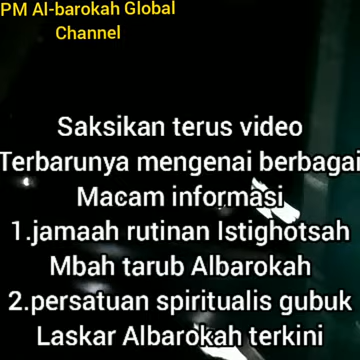 PM Al-barokah Global
Channel
Saksikan terus video
Terbarunya mengenai berbagai
Macam informasi
1.jamaah rutinan Istighotsah
Mbah tarub Albarokah
2.persatuan spiritualis gubuk
Laskar Albarokah terkini